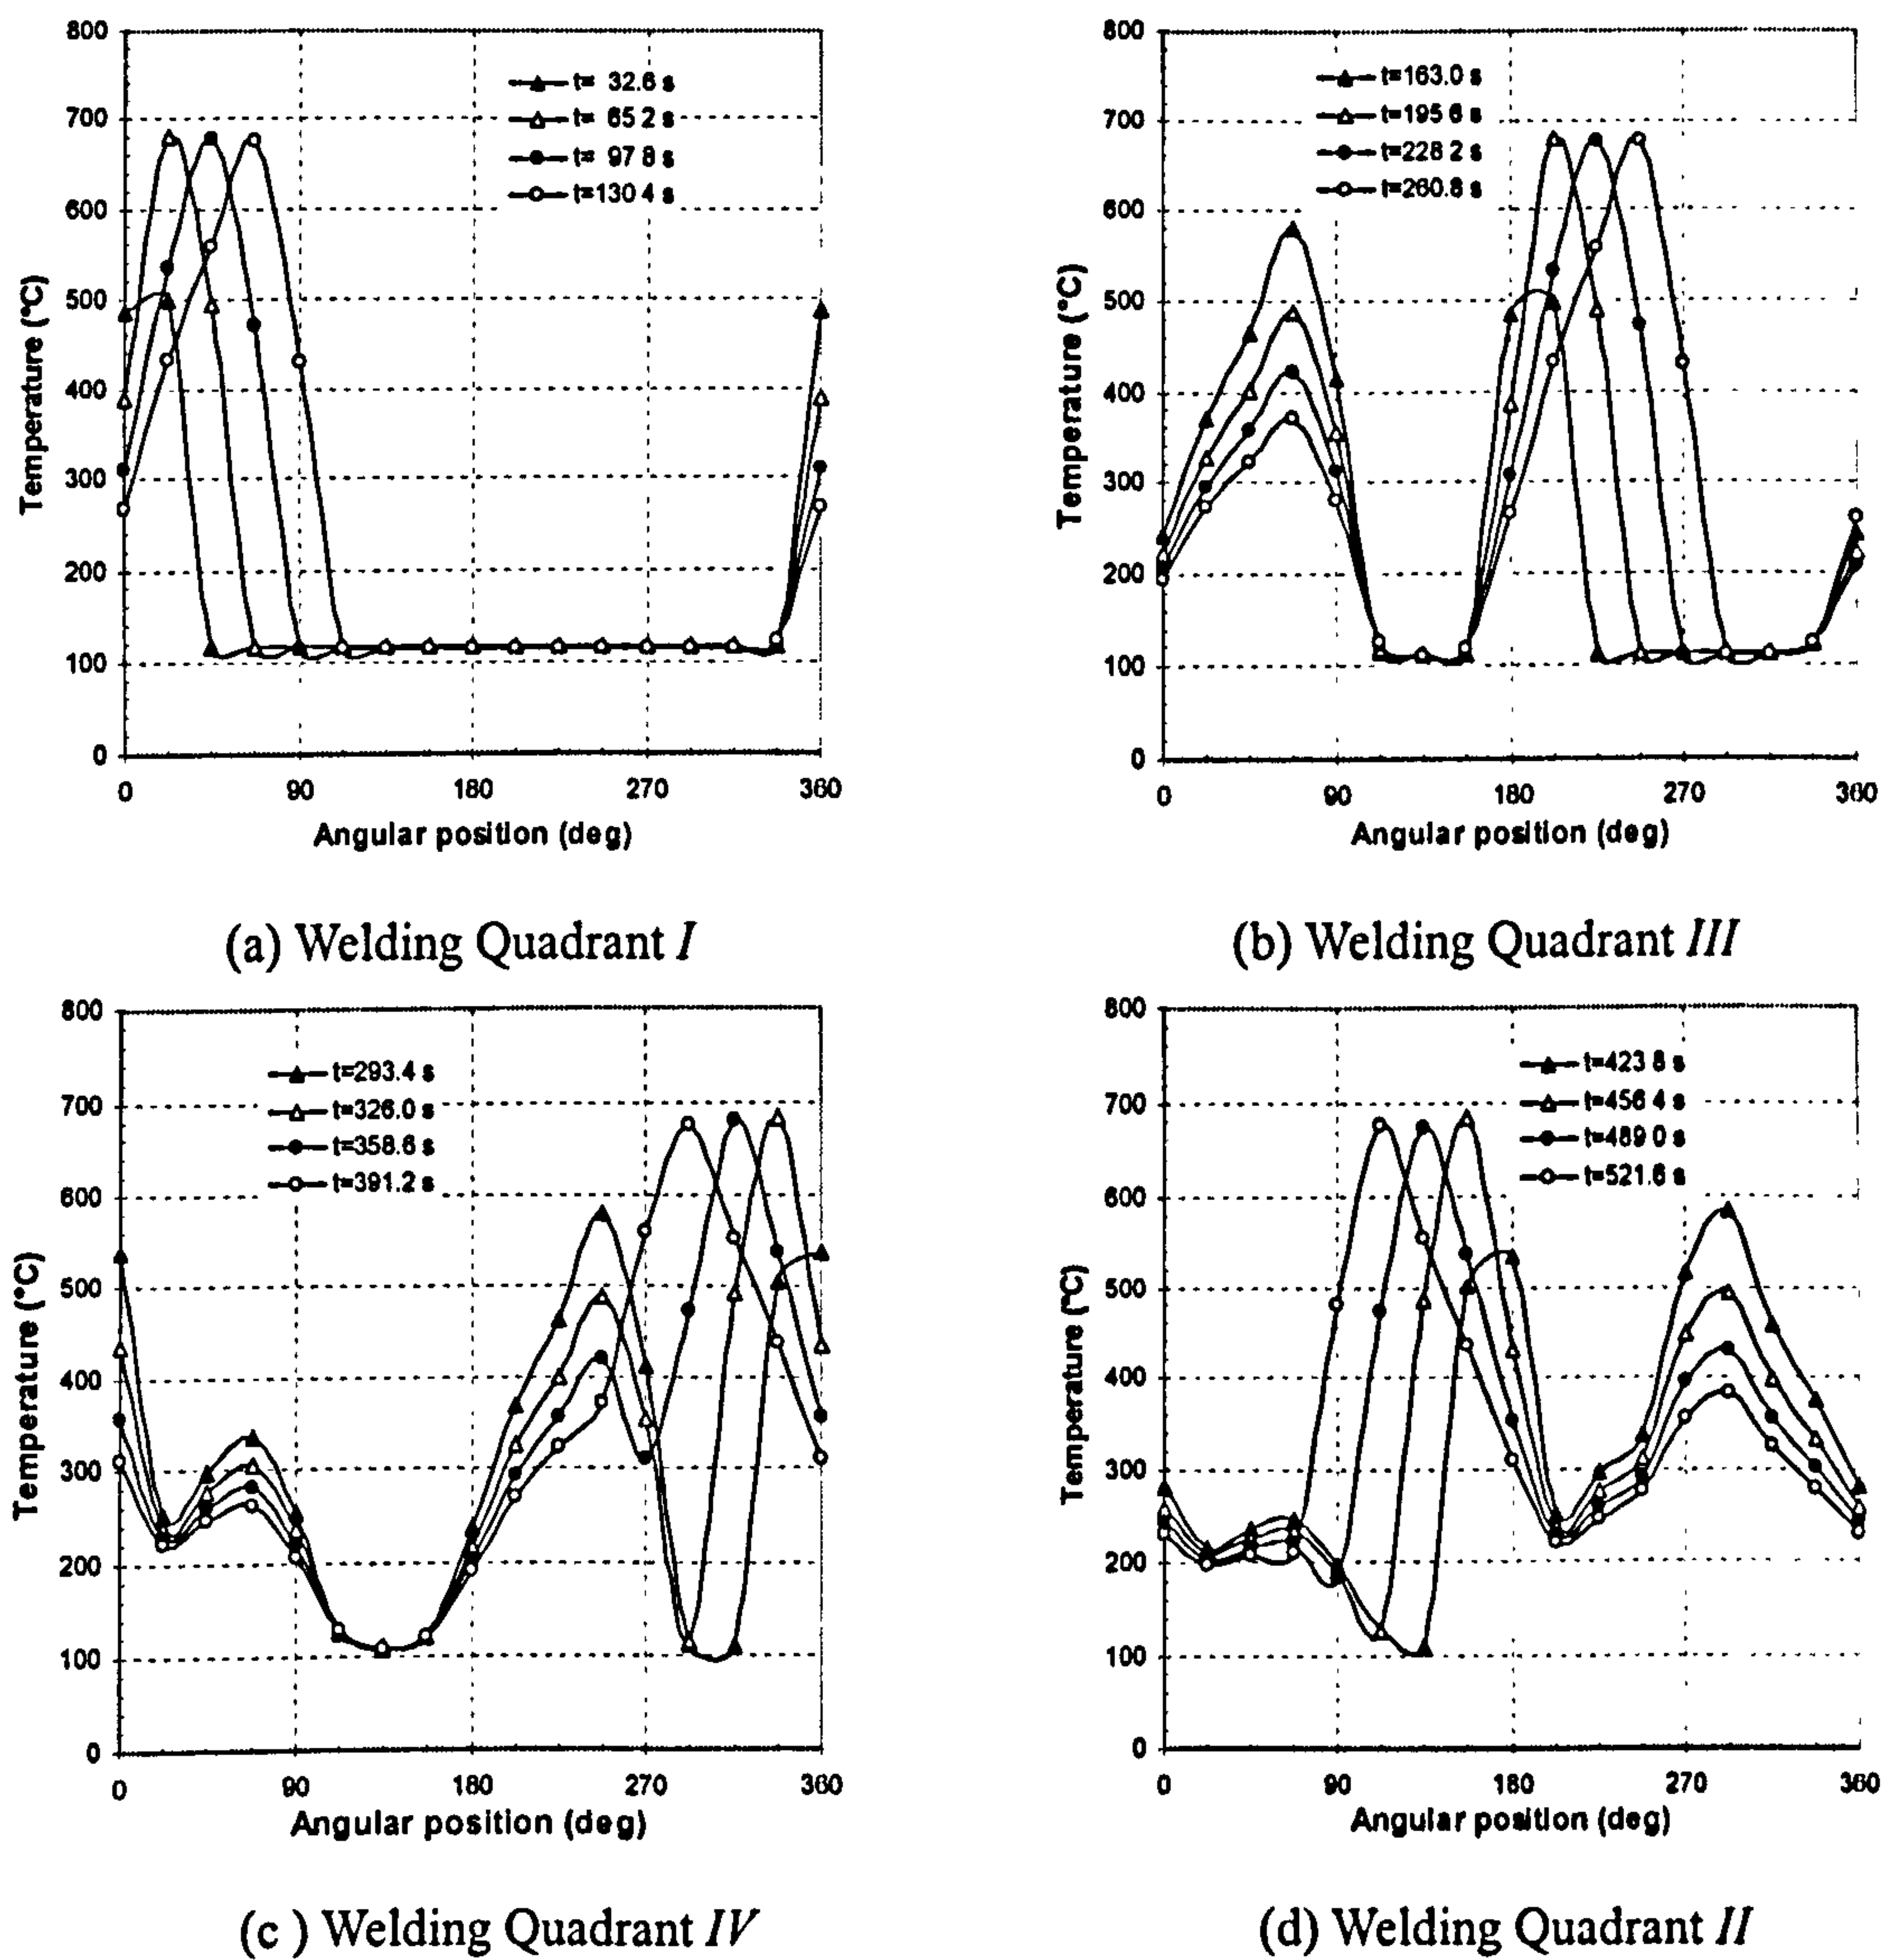 800
700
600
500
400
300
200
100
0
Temperature (°C)
t= 32.6 s
t= 65 2 s
t= 97 8 s
t=130 4 s
0 90 180 270 360
Angular position (deg)
(a) Welding Quadrant I
800
700
600
500
400
300
200
100
0
Temperature (°C)
t=163.0 s
t=195 6 s
t=228 2 s
t=260.8 s
0 90 180 270 360
Angular position (deg)
(b) Welding Quadrant III
800
700
600
500
400
300
200
100
0
Temperature (°C)
t=293.4 s
t=326.0 s
t=358.6 s
t=391.2 s
0 90 180 270 360
Angular position (deg)
(c ) Welding Quadrant IV
800
700
600
500
400
300
200
100
0
Temperature (°C)
t=423 8 s
t=456 4 s
t=489 0 s
t=521.6 s
0 90 180 270 360
Angular position (deg)
(d) Welding Quadrant II